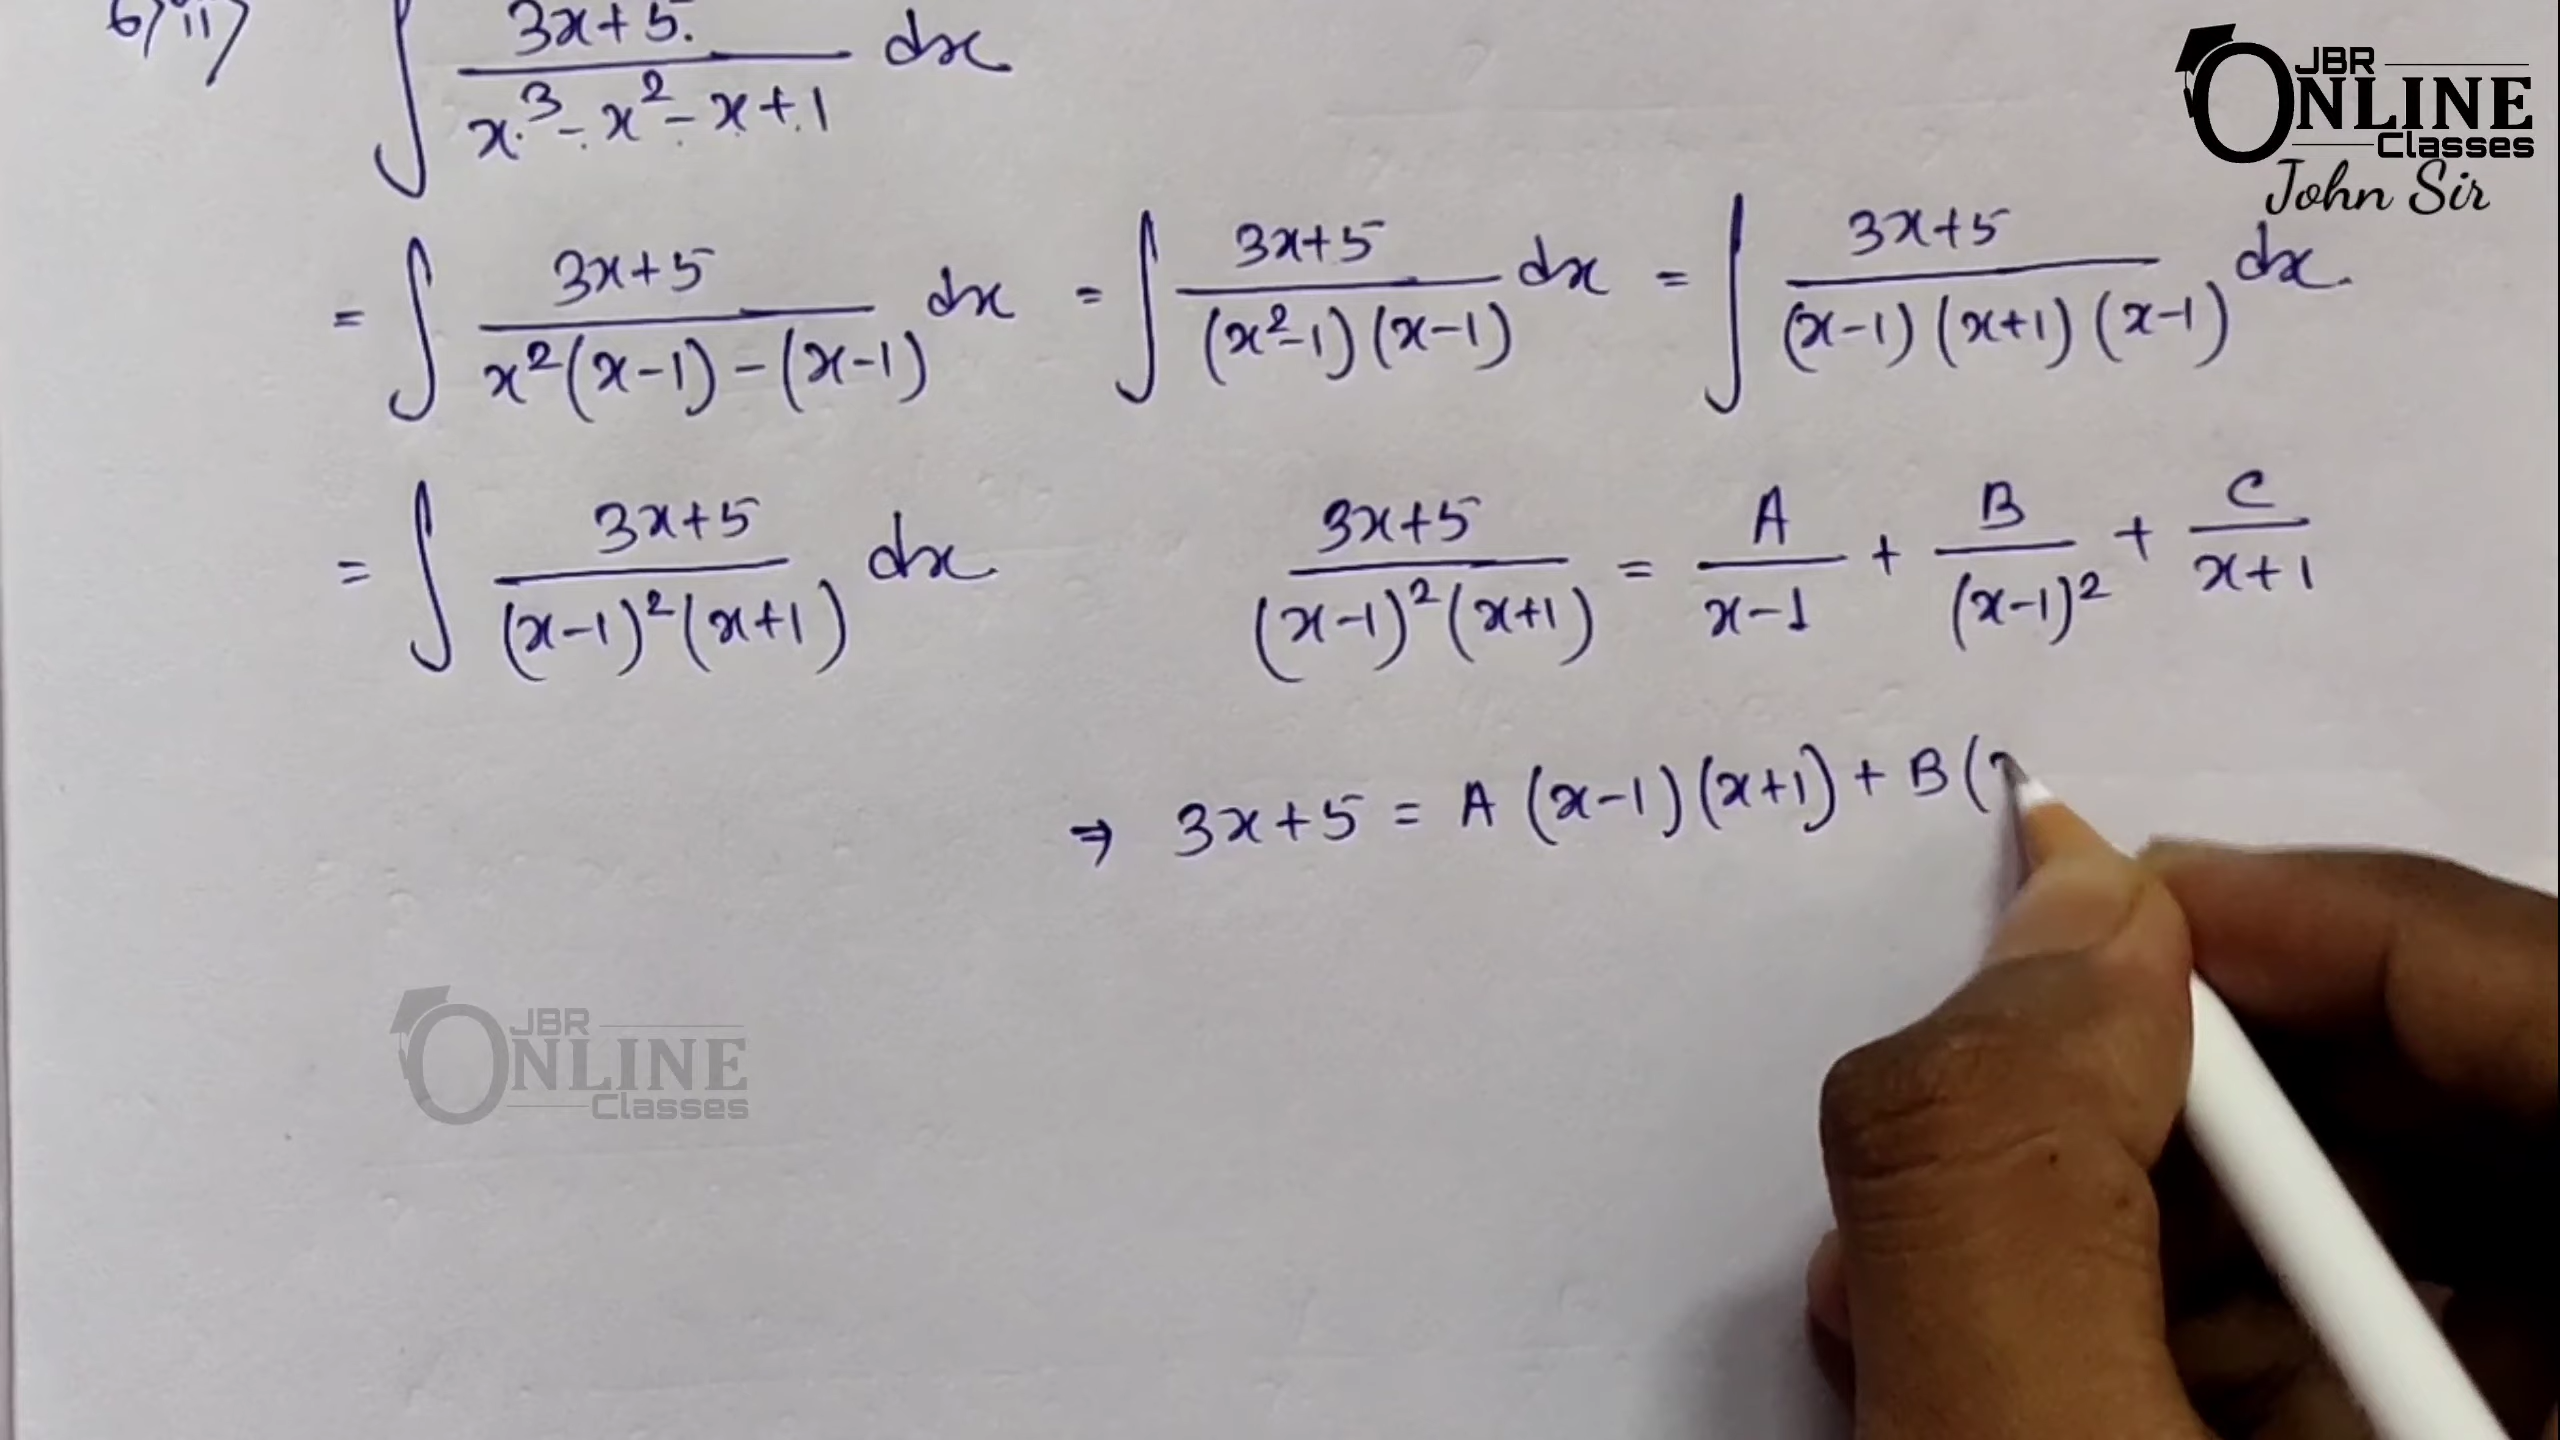 6) ii) ∫ (3x+5)/(x³-x²-x+1) dx
= ∫ (3x+5)/(x²(x-1)-(x-1)) dx = ∫ (3x+5)/((x²-1)(x-1)) dx = ∫ (3x+5)/((x-1)(x+1)(x-1)) dx
= ∫ (3x+5)/((x-1)²(x+1)) dx (3x+5)/((x-1)²(x+1)) = A/(x-1) + B/(x-1)² + C/(x+1)
⇒ 3x+5 = A (x-1)(x+1) + B (
JBR
ONLINE
Classes
John Sir
JBR
ONLINE
Classes